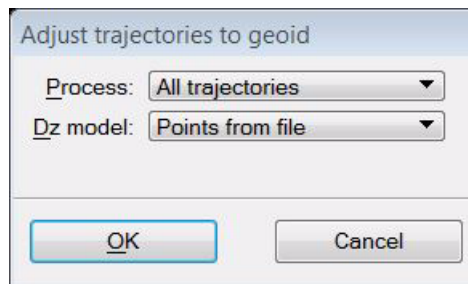 Adjust trajectories to geoid
Process: All trajectories
Dz model: Points from file
OK Cancel